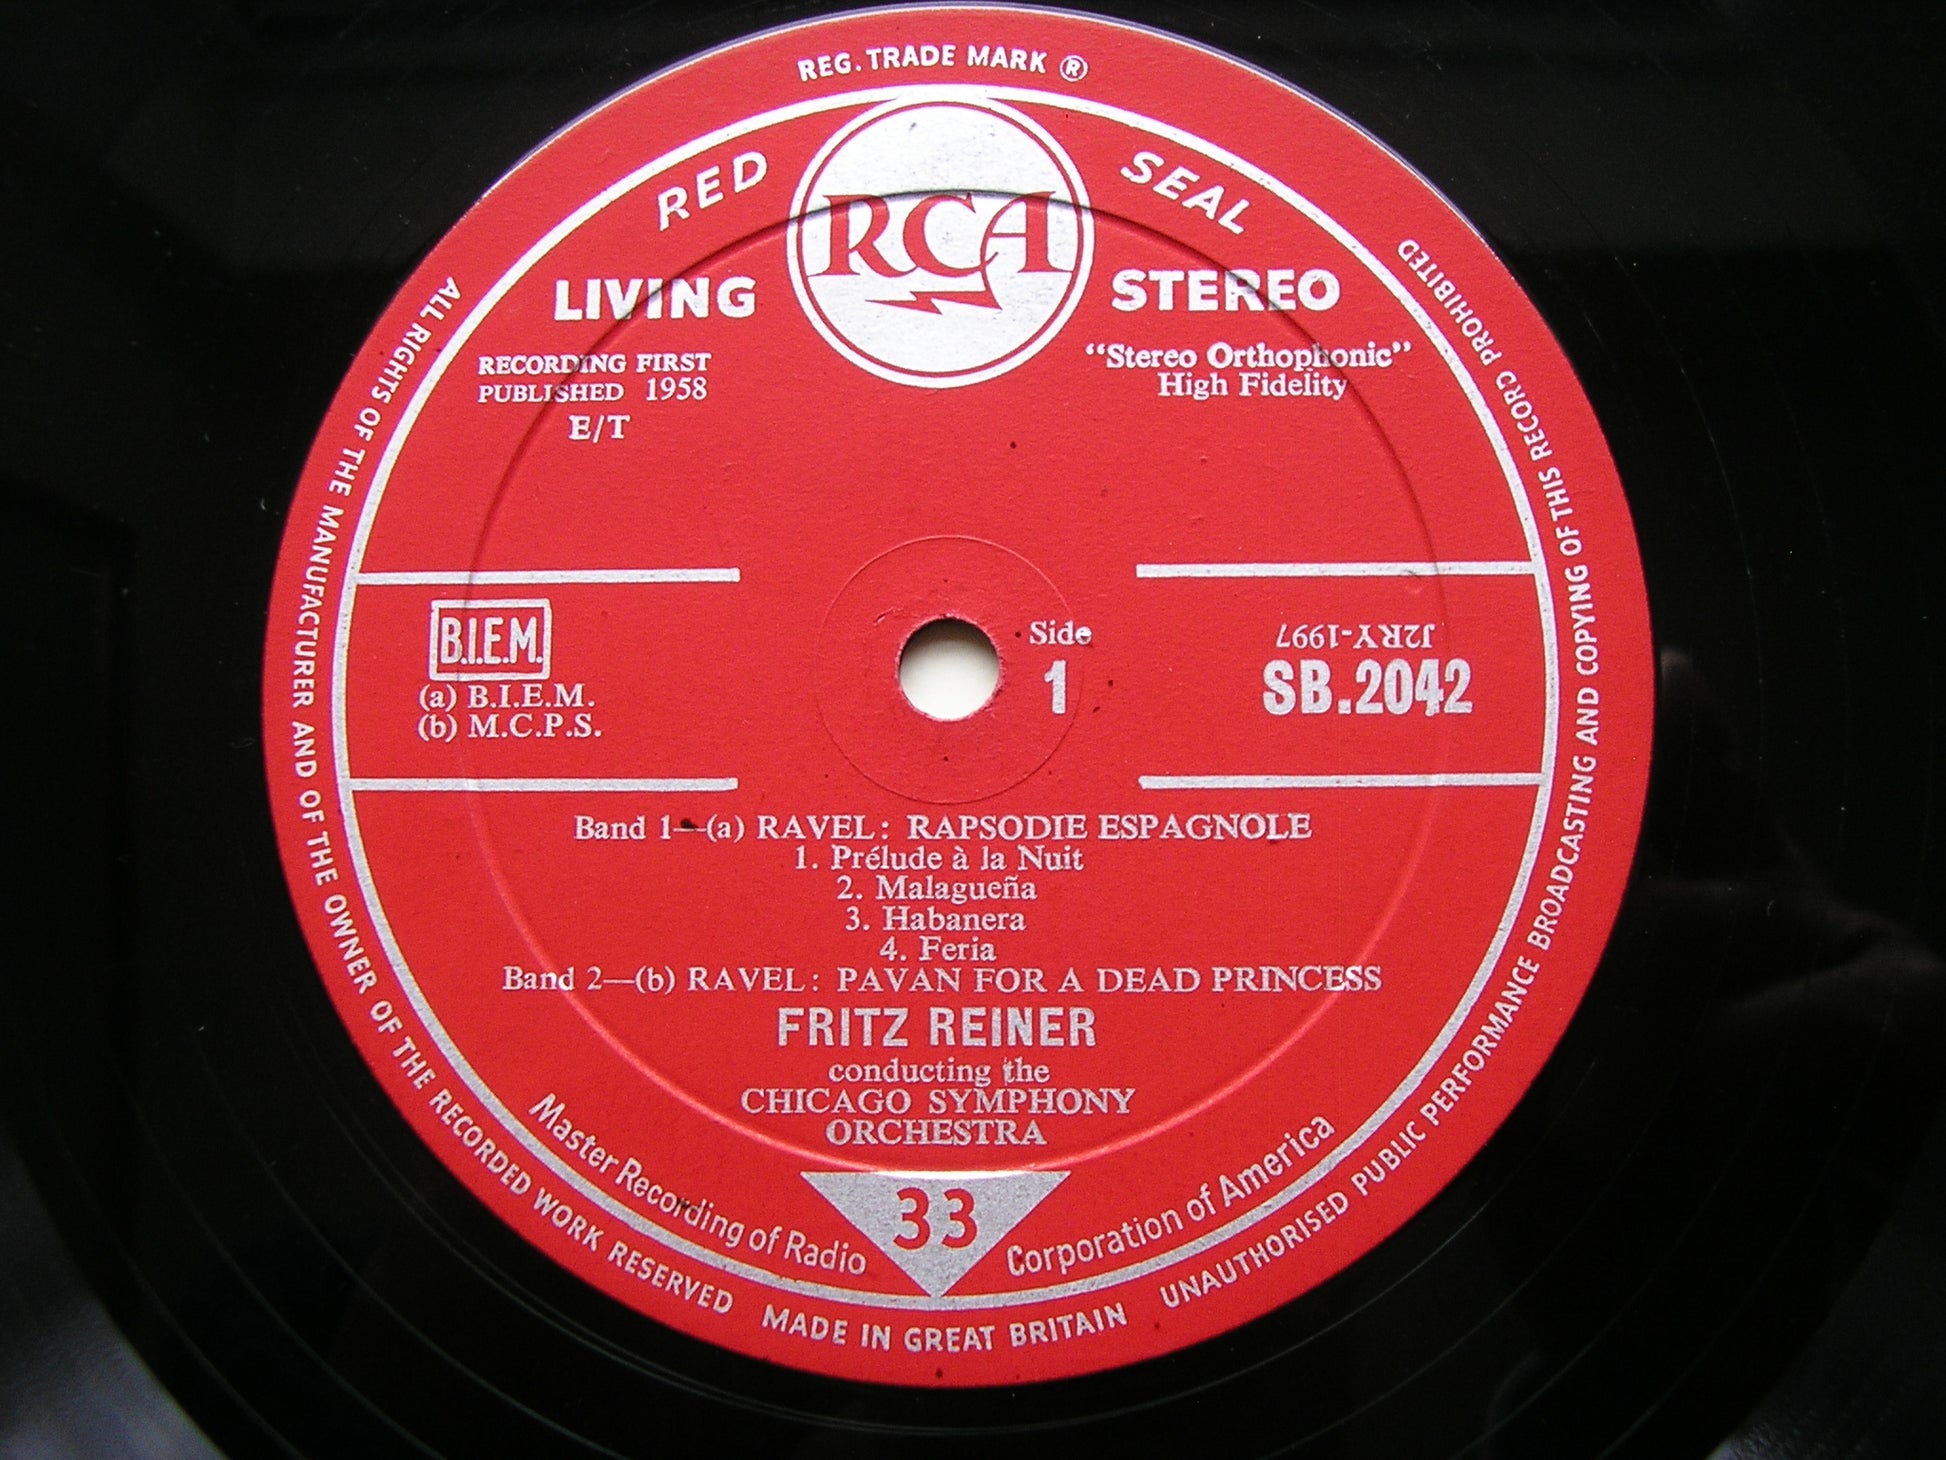 REG. TRADE MARK ®
RED SEAL
RCA
LIVING STEREO
RECORDING FIRST
PUBLISHED 1958
E/T
"Stereo Orthophonic"
High Fidelity
B.I.E.M.
(a) B.I.E.M.
(b) M.C.P.S.
Side
1
J2RY-1997
SB.2042
Band 1—(a) RAVEL: RAPSODIE ESPAGNOLE
1. Prélude à la Nuit
2. Malagueña
3. Habanera
4. Feria
Band 2—(b) RAVEL: PAVAN FOR A DEAD PRINCESS
FRITZ REINER
conducting the
CHICAGO SYMPHONY
ORCHESTRA
33
Master Recording of Radio Corporation of America
ALL RIGHTS OF THE MANUFACTURER AND OF THE OWNER OF THE RECORDED WORK RESERVED
MADE IN GREAT BRITAIN
UNAUTHORISED PUBLIC PERFORMANCE BROADCASTING AND COPYING OF THIS RECORD PROHIBITED